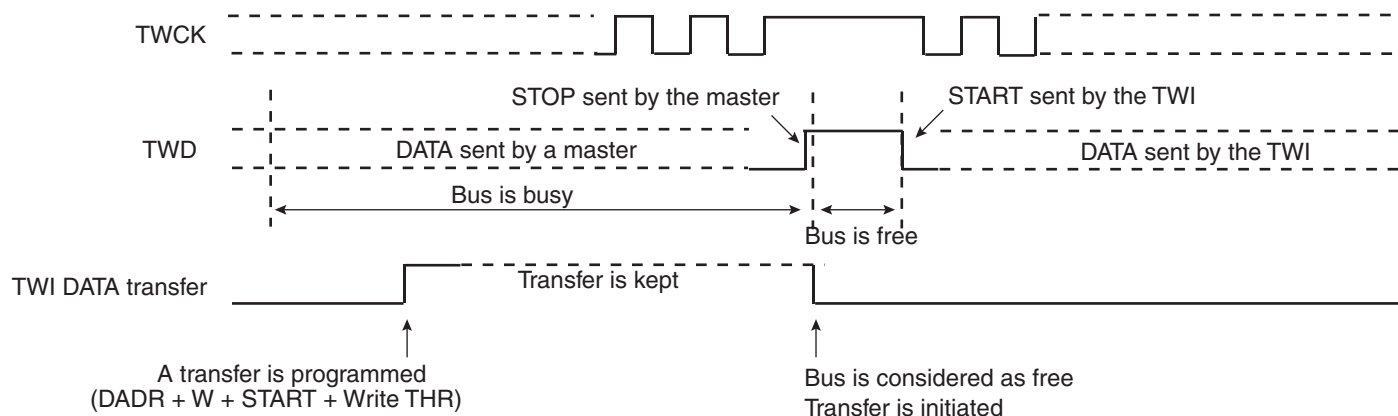 TWCK
STOP sent by the master
START sent by the TWI
TWD
DATA sent by a master
DATA sent by the TWI
Bus is busy
Bus is free
TWI DATA transfer
Transfer is kept
A transfer is programmed
(DADR + W + START + Write THR)
Bus is considered as free
Transfer is initiated